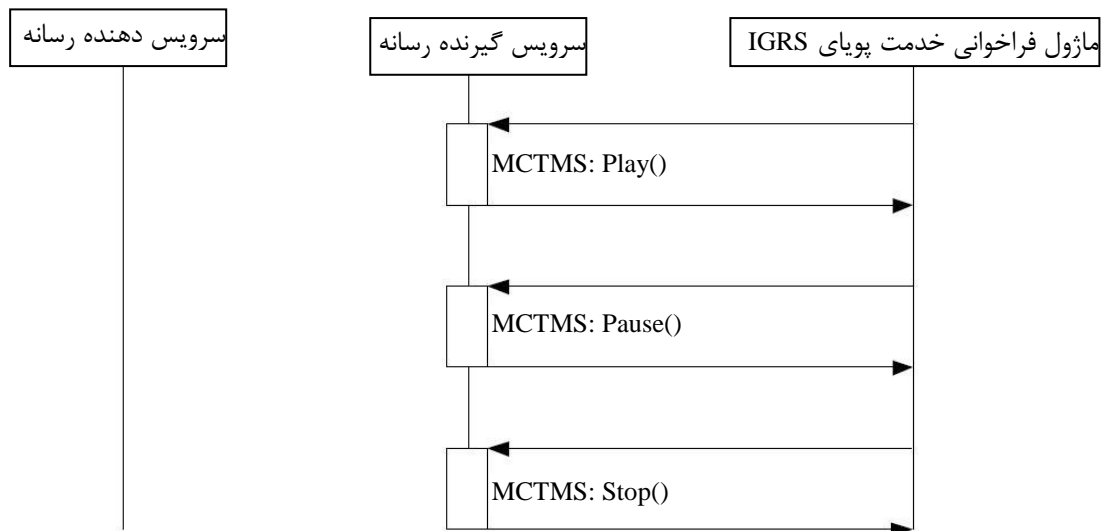 ماژول فراخوانی خدمت پویای IGRS
سرویس گیرنده رسانه
سرویس دهنده رسانه
MCTMS: Play()
MCTMS: Pause()
MCTMS: Stop()